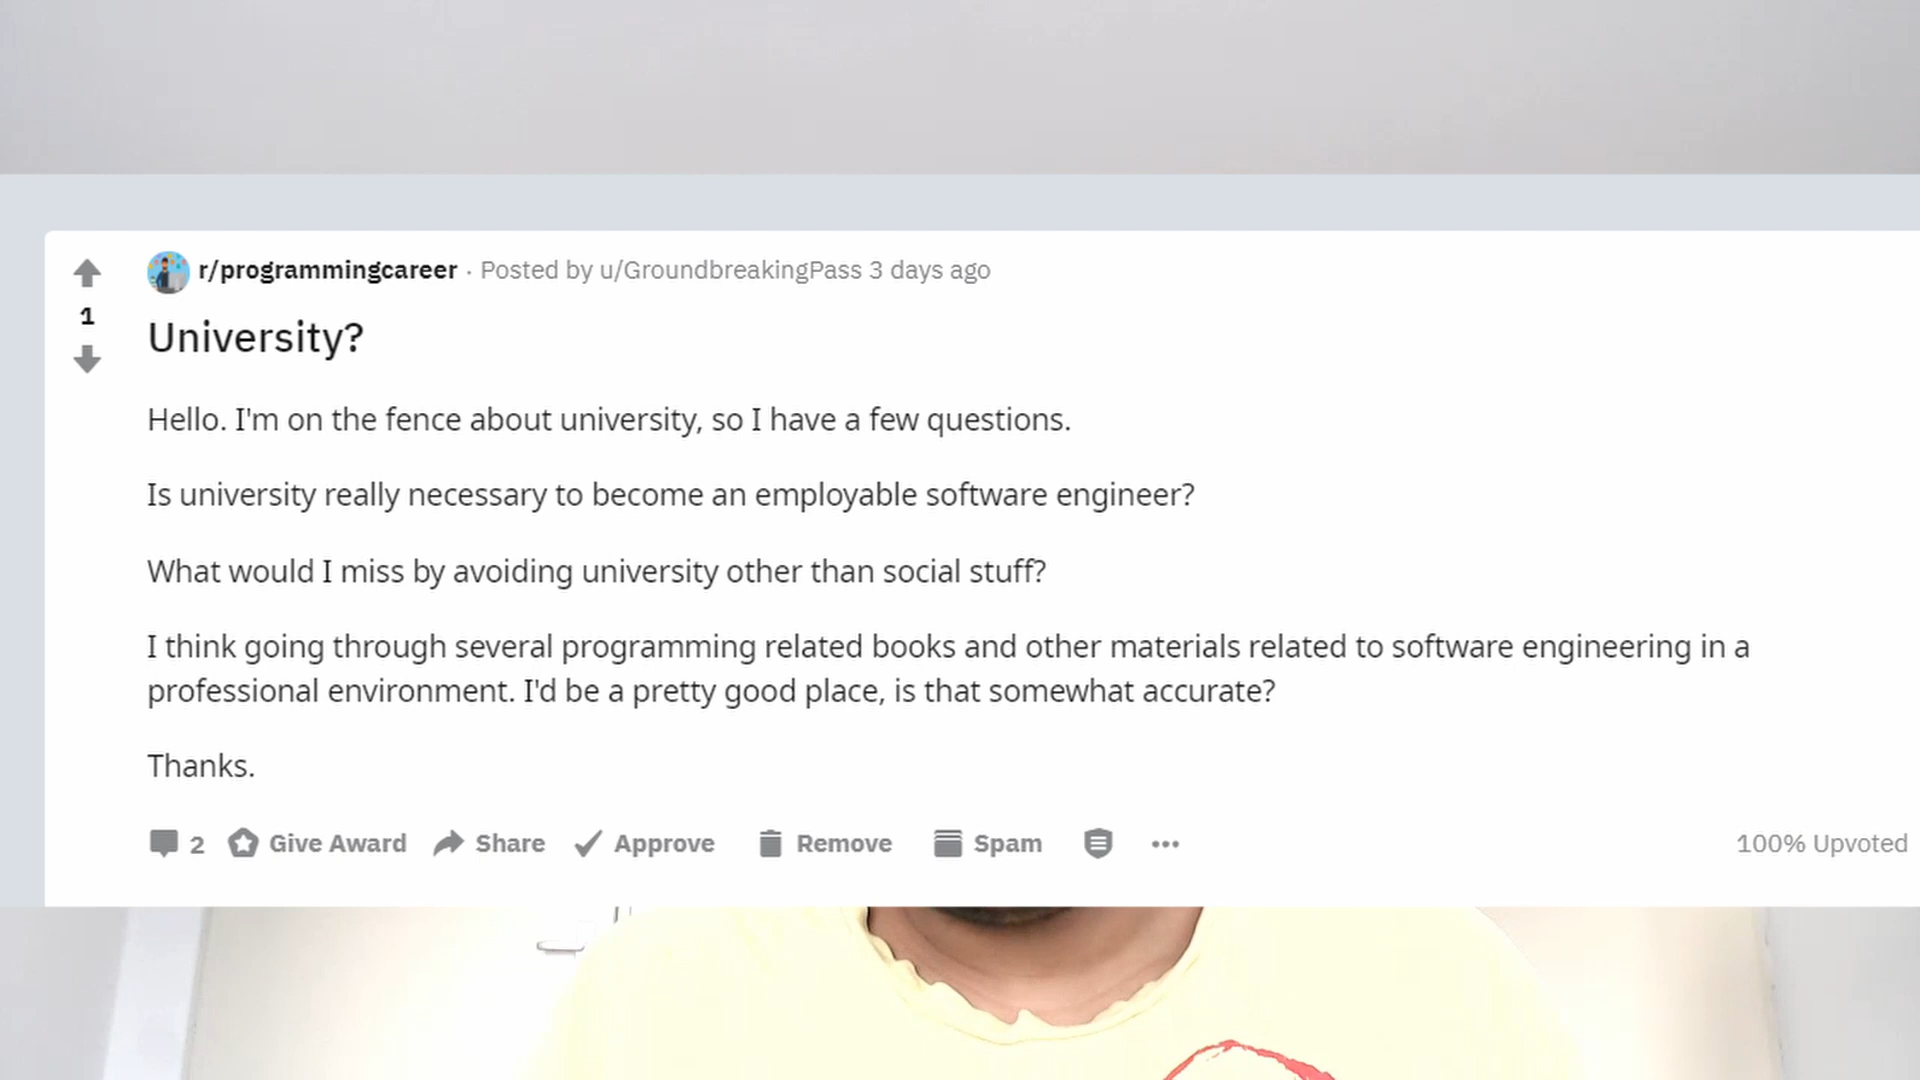 r/programmingcareer · Posted by u/GroundbreakingPass 3 days ago
1
University?
Hello. I'm on the fence about university, so I have a few questions.
Is university really necessary to become an employable software engineer?
What would I miss by avoiding university other than social stuff?
I think going through several programming related books and other materials related to software engineering in a
professional environment. I'd be a pretty good place, is that somewhat accurate?
Thanks.
2 Give Award Share Approve Remove Spam 100% Upvoted